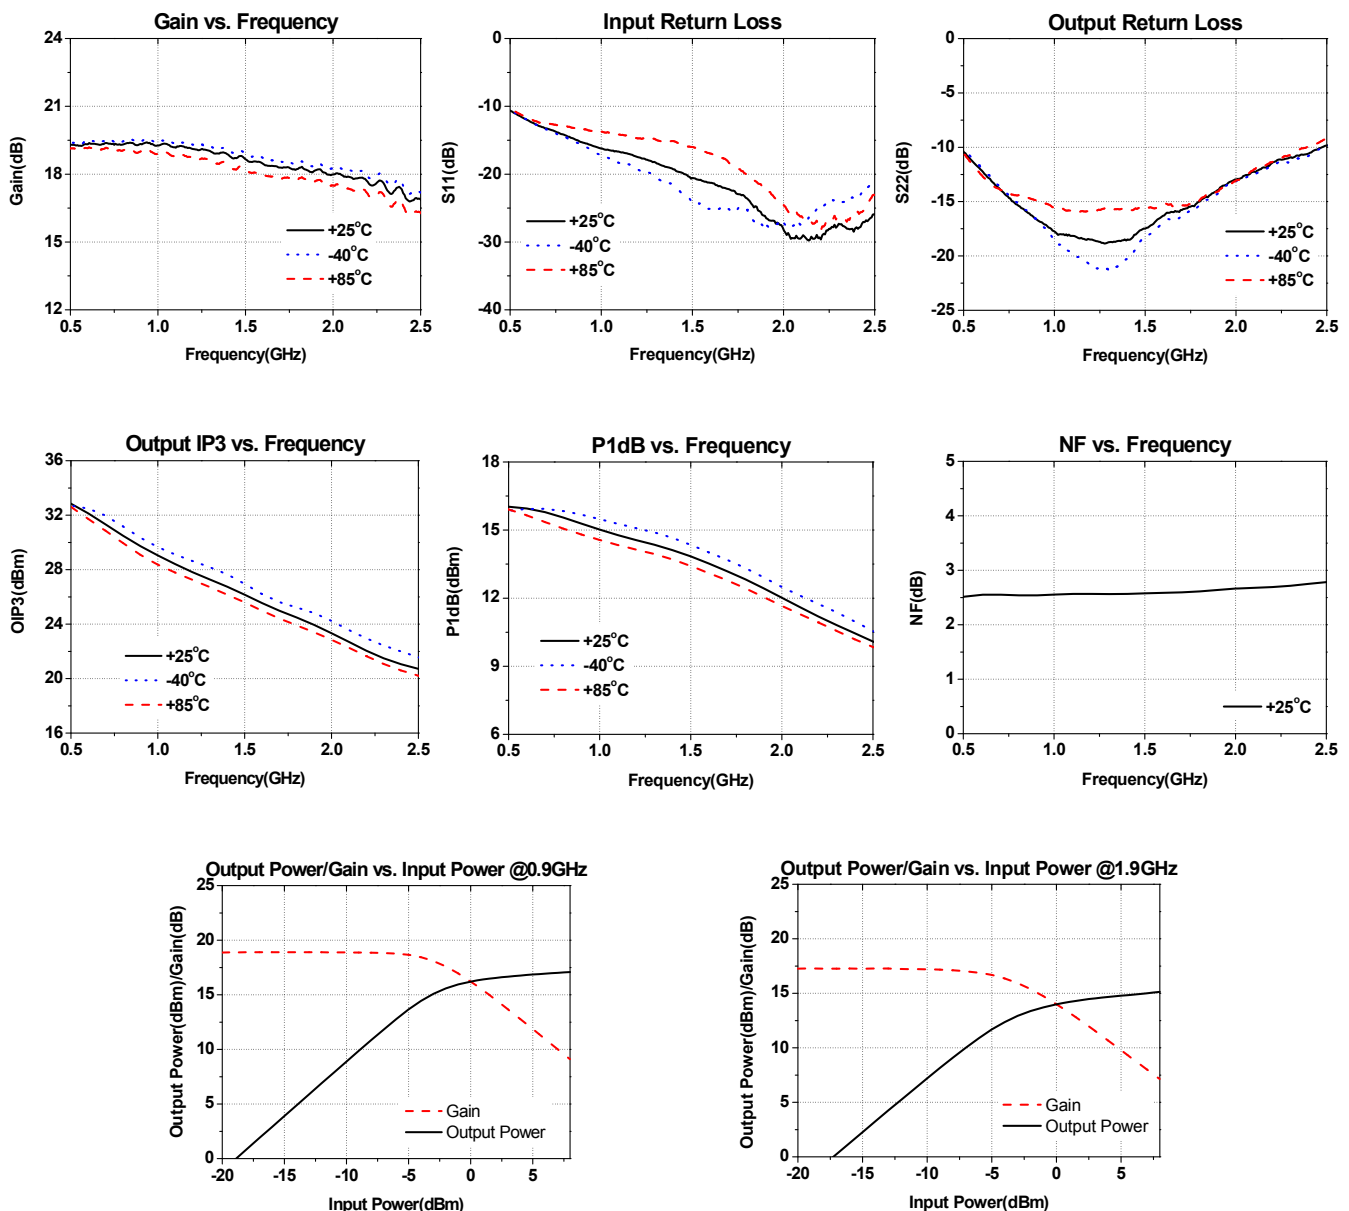 Gain vs. Frequency
24
21
18
15
12
Gain(dB)
+25°C
-40°C
+85°C
0.5
1.0
1.5
2.0
2.5
Frequency(GHz)
Input Return Loss
0
-10
-20
-30
-40
S11(dB)
+25°C
-40°C
+85°C
0.5
1.0
1.5
2.0
2.5
Frequency(GHz)
Output Return Loss
0
-5
-10
-15
-20
-25
S22(dB)
+25°C
-40°C
+85°C
0.5
1.0
1.5
2.0
2.5
Frequency(GHz)
Output IP3 vs. Frequency
36
32
28
24
20
16
OIP3(dBm)
+25°C
-40°C
+85°C
0.5
1.0
1.5
2.0
2.5
Frequency(GHz)
P1dB vs. Frequency
18
15
12
9
6
P1dB(dBm)
+25°C
-40°C
+85°C
0.5
1.0
1.5
2.0
2.5
Frequency(GHz)
NF vs. Frequency
5
4
3
2
1
0
NF(dB)
+25°C
0.5
1.0
1.5
2.0
2.5
Frequency(GHz)
Output Power/Gain vs. Input Power @0.9GHz
25
20
15
10
5
0
Output Power(dBm)/Gain(dB)
Gain
Output Power
-20
-15
-10
-5
0
5
Input Power(dBm)
Output Power/Gain vs. Input Power @1.9GHz
25
20
15
10
5
0
Output Power(dBm)/Gain(dB)
Gain
Output Power
-20
-15
-10
-5
0
5
Input Power(dBm)